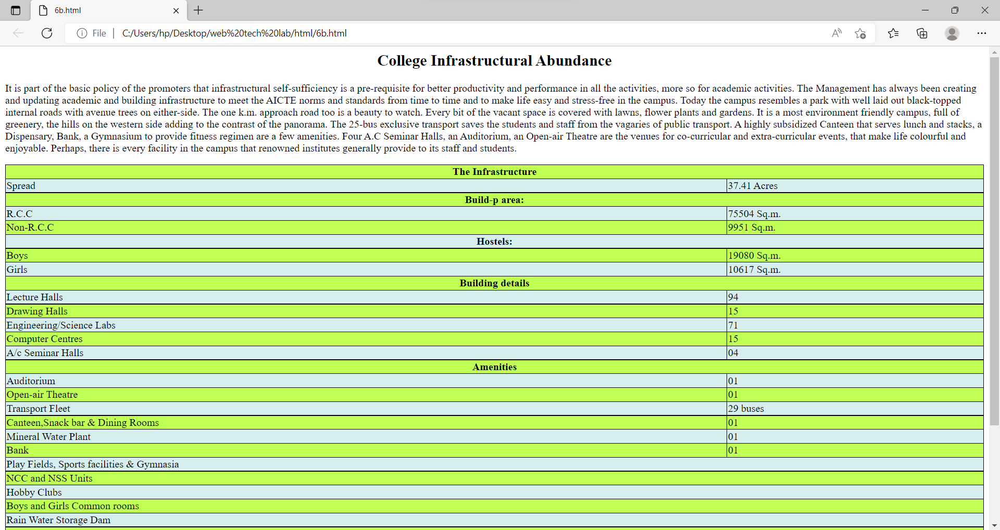 6b.html
File
C:/Users/hp/Desktop/web%20tech%20lab/html/6b.html
College Infrastructural Abundance
It is part of the basic policy of the promoters that infrastructural self-sufficiency is a pre-requisite for better productivity and performance in all the activities, more so for academic activities. The Management has always been creating
and updating academic and building infrastructure to meet the AICTE norms and standards from time to time and to make life easy and stress-free in the campus. Today the campus resembles a park with well laid out black-topped
internal roads with avenue trees on either-side. The one k.m. approach road too is a beauty to watch. Every bit of the vacant space is covered with lawns, flower plants and gardens. It is a most environment friendly campus, full of
greenery, the hills on the western side adding to the contrast of the panorama. The 25-bus exclusive transport saves the students and staff from the vagaries of public transport. A highly subsidized Canteen that serves lunch and stacks, a
Dispensary, Bank, a Gymnasium to provide fitness regimen are a few amenities. Four A.C Seminar Halls, an Auditorium, an Open-air Theatre are the venues for co-curricular and extra-curricular events, that make life colourful and
enjoyable. Perhaps, there is every facility in the campus that renowned institutes generally provide to its staff and students.
The Infrastructure
Spread 37.41 Acres
Build-p area:
R.C.C 75504 Sq.m.
Non-R.C.C 9951 Sq.m.
Hostels:
Boys 19080 Sq.m.
Girls 10617 Sq.m.
Building details
Lecture Halls 94
Drawing Halls 15
Engineering/Science Labs 71
Computer Centres 15
A/c Seminar Halls 04
Amenities
Auditorium 01
Open-air Theatre 01
Transport Fleet 29 buses
Canteen,Snack bar & Dining Rooms 01
Mineral Water Plant 01
Bank 01
Play Fields, Sports facilities & Gymnasia
NCC and NSS Units
Hobby Clubs
Boys and Girls Common rooms
Rain Water Storage Dam